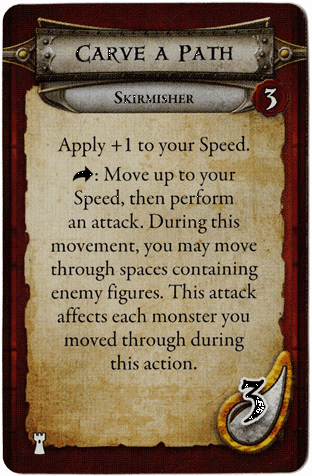 CARVE A PATH
SKIRMISHER
3
Apply +1 to your Speed.
: Move up to your
Speed, then perform
an attack. During this
movement, you may move
through spaces containing
enemy figures. This attack
affects each monster you
moved through during
this action.
3